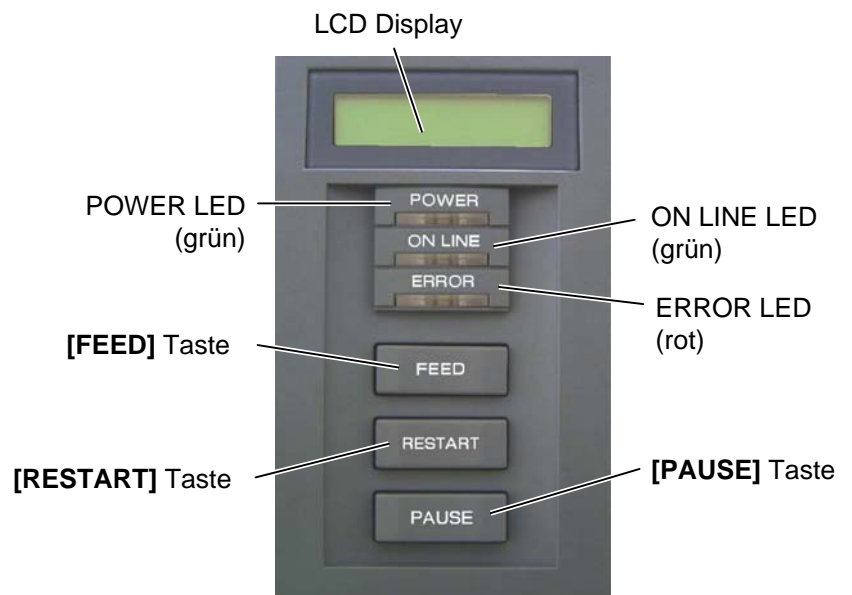 LCD Display
POWER
POWER LED
(grün)
ON LINE
ON LINE LED
(grün)
ERROR
ERROR LED
(rot)
[FEED] Taste
FEED
RESTART
[RESTART] Taste
[PAUSE] Taste
PAUSE